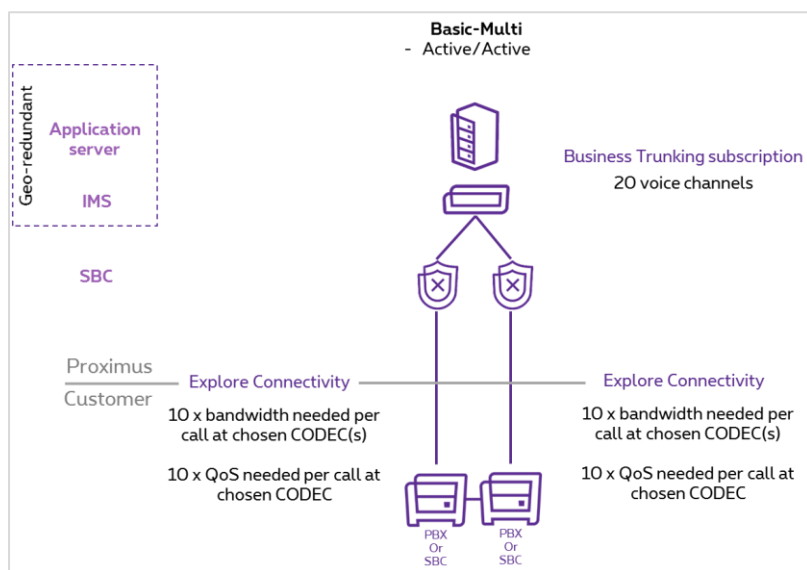 Basic-Multi
- Active/Active
Geo-redundant
Application
server
IMS
SBC
Business Trunking subscription
20 voice channels
Proximus
Customer
Explore Connectivity
10 x bandwidth needed per
call at chosen CODEC(s)
10 x QoS needed per call at
chosen CODEC
Explore Connectivity
10 x bandwidth needed per
call at chosen CODEC(s)
10 x QoS needed per call at
chosen CODEC
PBX
Or
SBC
PBX
Or
SBC